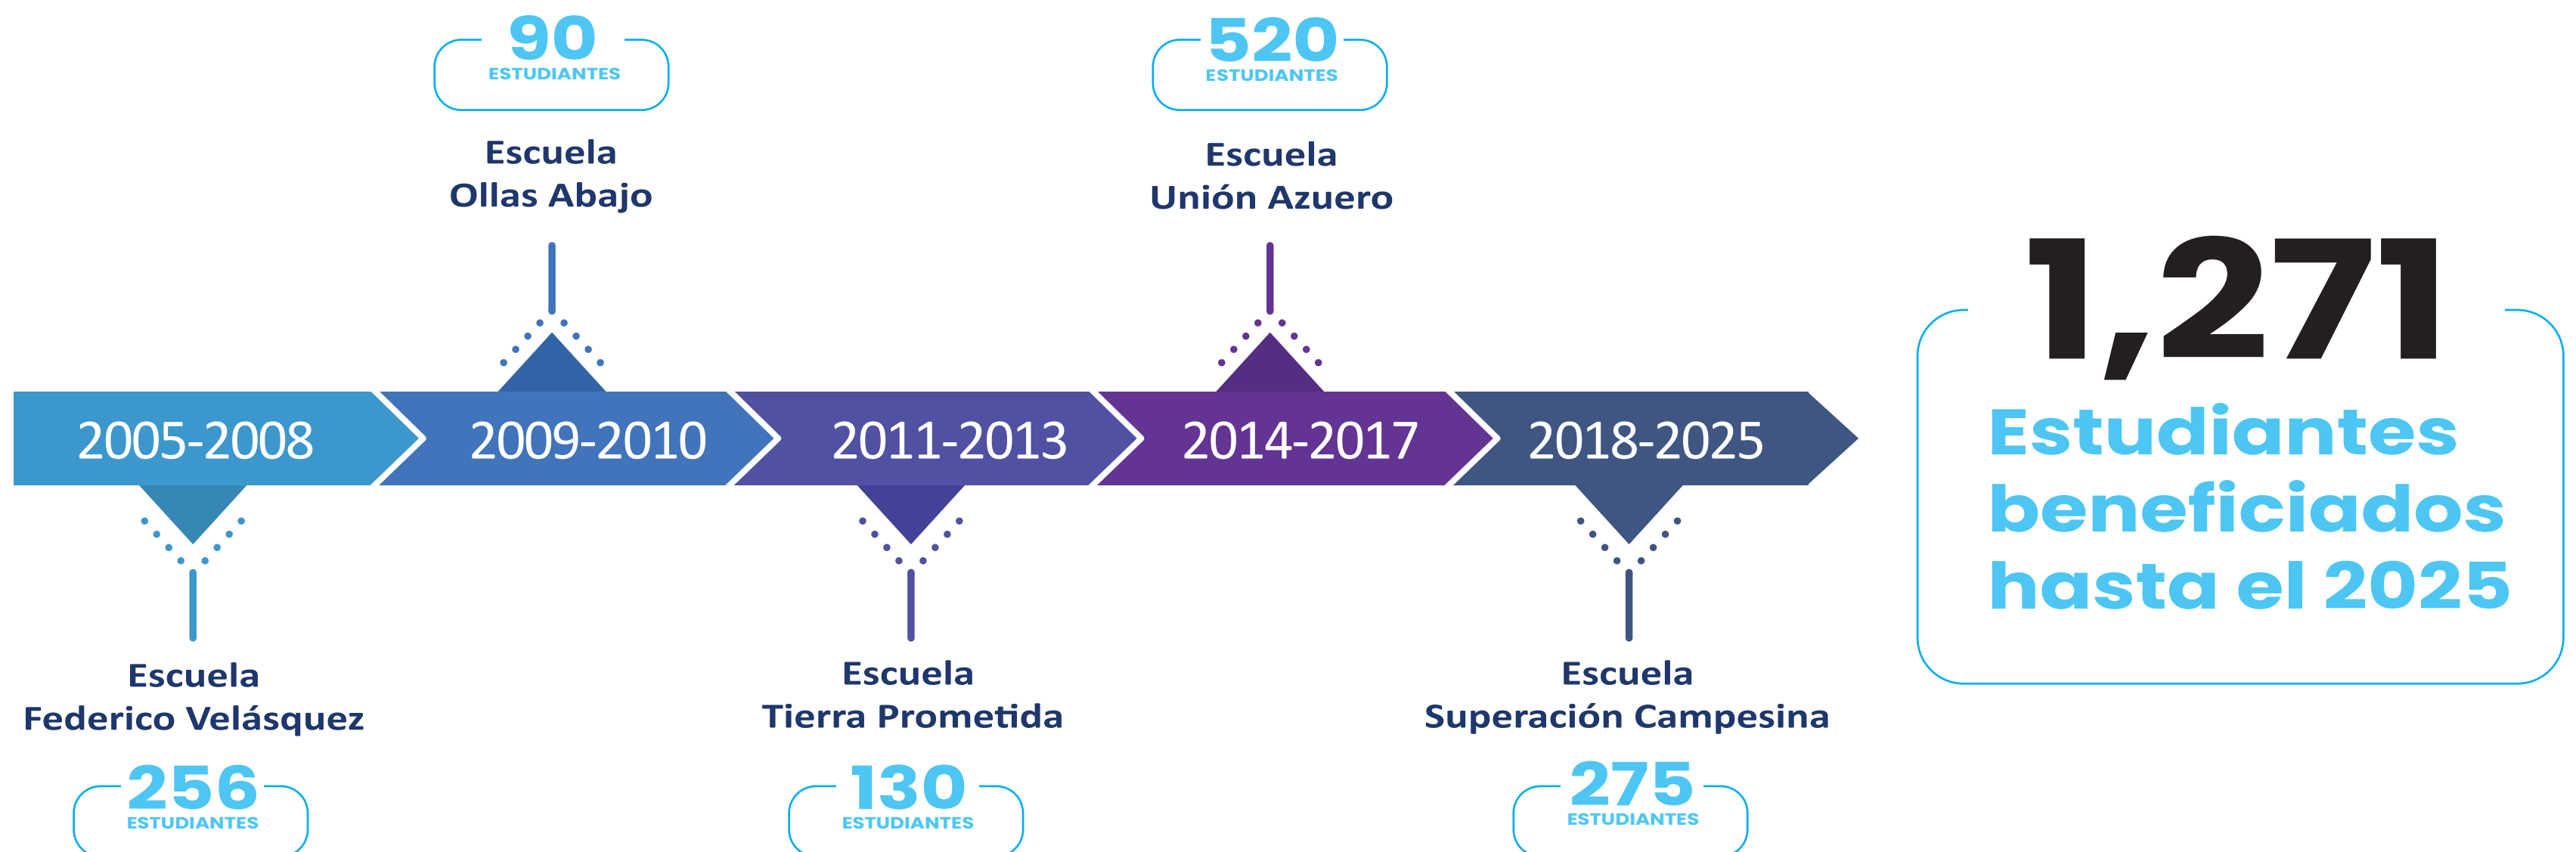 90
ESTUDIANTES
Escuela
Ollas Abajo
520
ESTUDIANTES
Escuela
Unión Azuero
2005-2008
2009-2010
2011-2013
2014-2017
2018-2025
Escuela
Federico Velásquez
256
ESTUDIANTES
Escuela
Tierra Prometida
130
ESTUDIANTES
Escuela
Superación Campesina
275
ESTUDIANTES
1,271
Estudiantes
beneficiados
hasta el 2025